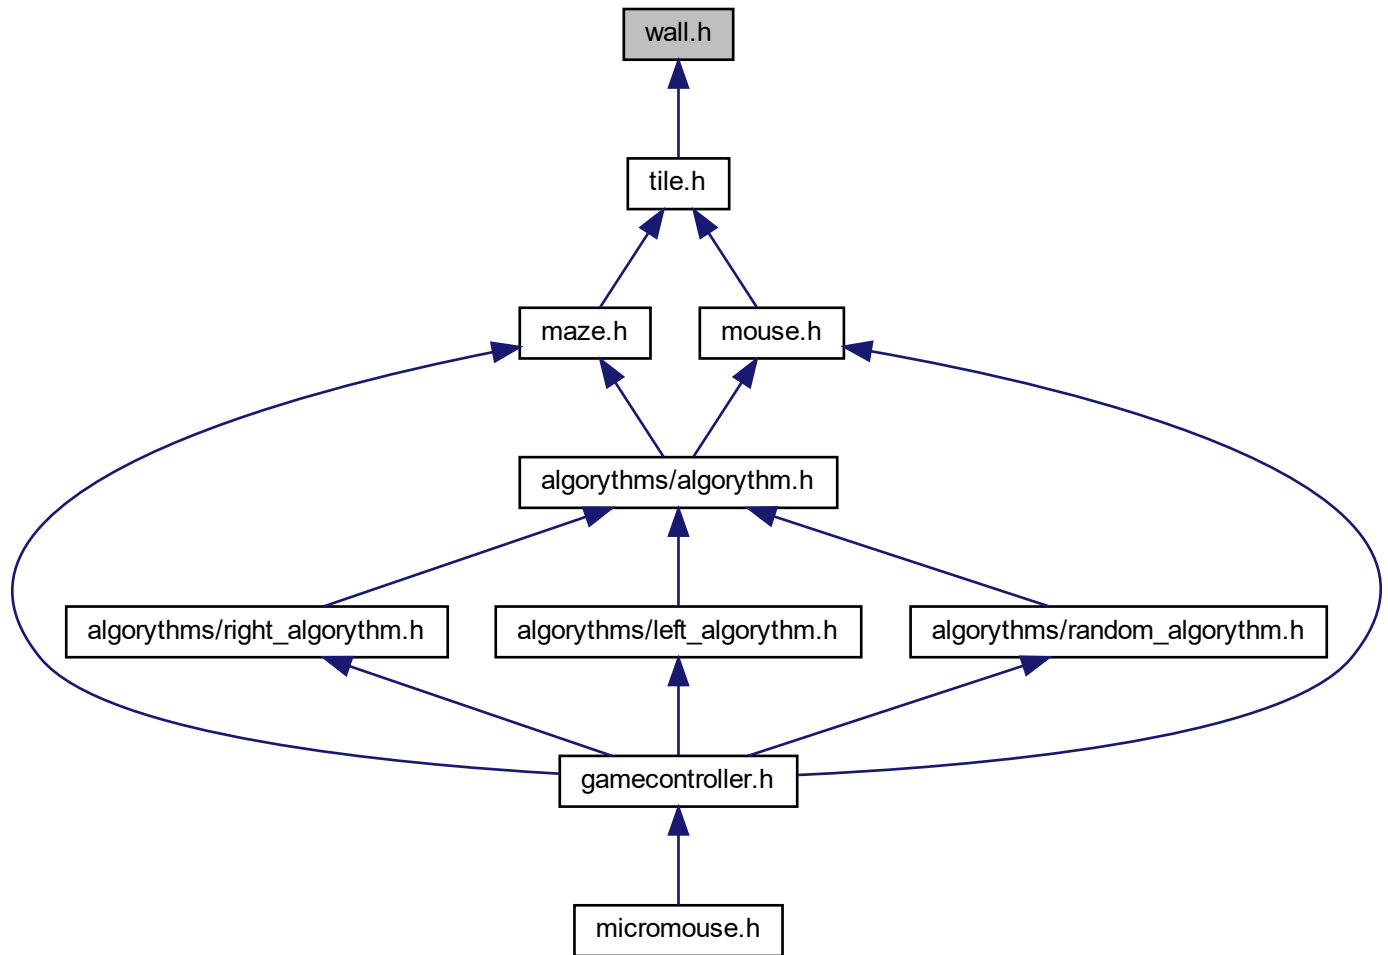 wall.h
tile.h
maze.h
mouse.h
algorythms/algorythm.h
algorythms/right_algorythm.h
algorythms/left_algorythm.h
algorythms/random_algorythm.h
gamecontroller.h
micromouse.h